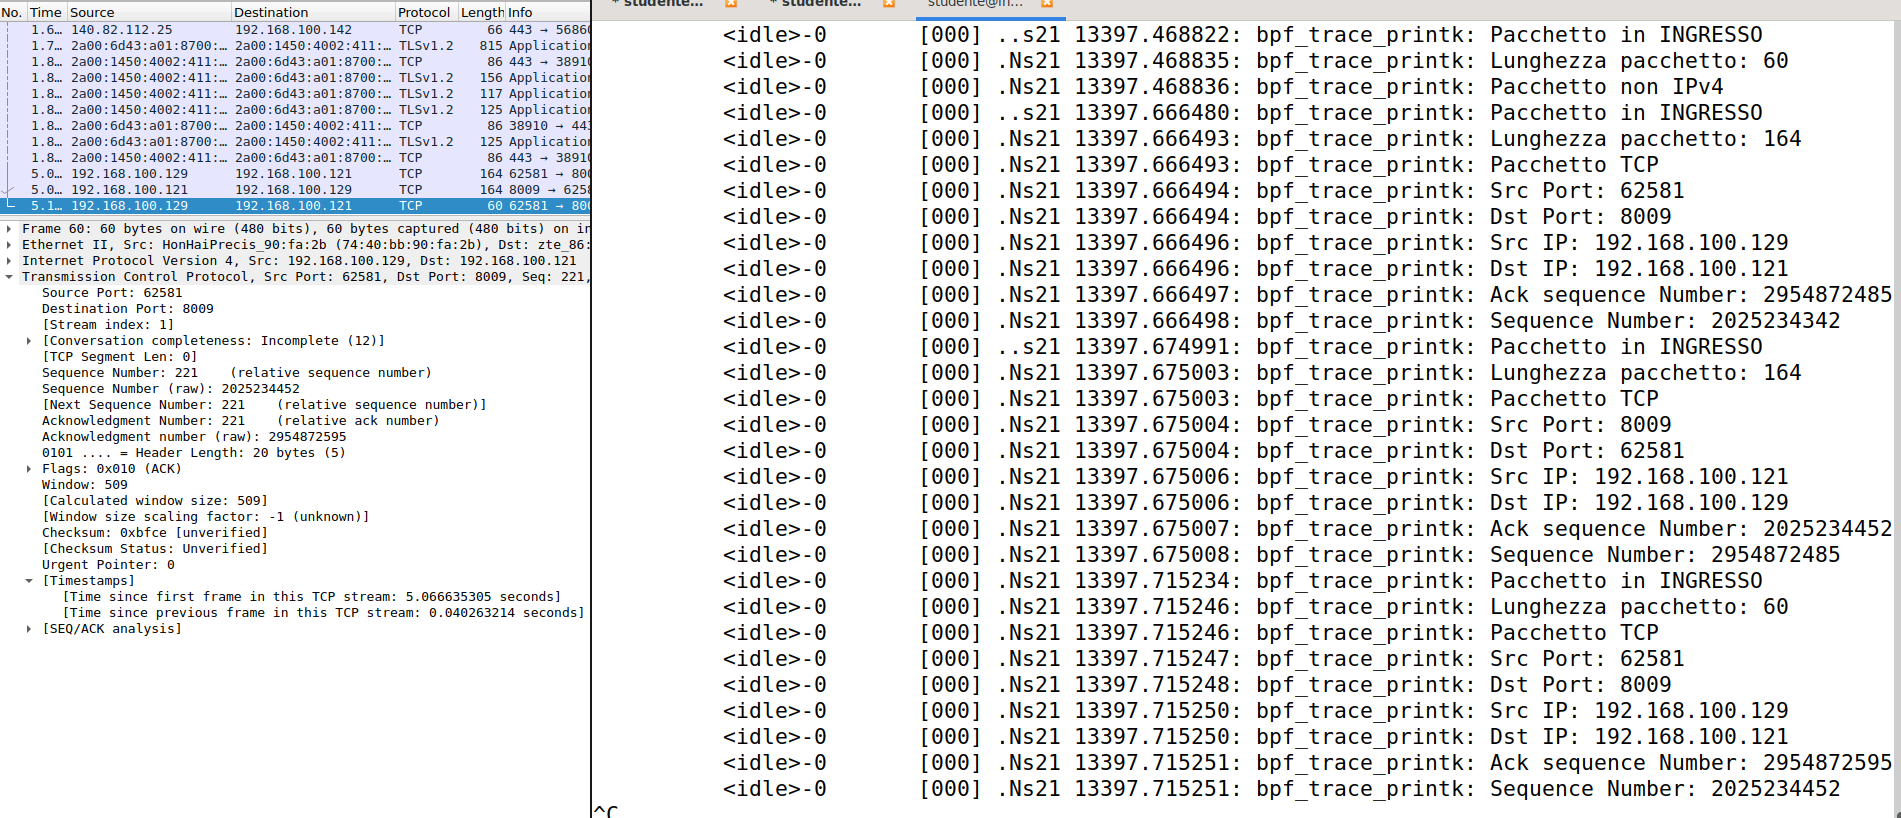 No. Time Source Destination Protocol Length Info
1.6… 140.82.112.25 192.168.100.142 TCP 66 443 → 56860
1.7… 2a00:6d43:a01:8700:… 2a00:1450:4002:411:… TLSv1.2 815 Application
1.8… 2a00:1450:4002:411:… 2a00:6d43:a01:8700:… TCP 86 443 → 38910
1.8… 2a00:1450:4002:411:… 2a00:6d43:a01:8700:… TLSv1.2 156 Application
1.8… 2a00:1450:4002:411:… 2a00:6d43:a01:8700:… TLSv1.2 117 Application
1.8… 2a00:1450:4002:411:… 2a00:6d43:a01:8700:… TLSv1.2 125 Application
1.8… 2a00:6d43:a01:8700:… 2a00:1450:4002:411:… TCP 86 38910 → 443
1.8… 2a00:6d43:a01:8700:… 2a00:1450:4002:411:… TLSv1.2 125 Application
1.8… 2a00:1450:4002:411:… 2a00:6d43:a01:8700:… TCP 86 443 → 38910
5.0… 192.168.100.129 192.168.100.121 TCP 164 62581 → 800
5.0… 192.168.100.121 192.168.100.129 TCP 164 8009 → 6258
5.1… 192.168.100.129 192.168.100.121 TCP 60 62581 → 800
Frame 60: 60 bytes on wire (480 bits), 60 bytes captured (480 bits) on in
Ethernet II, Src: HonHaiPrecis_90:fa:2b (74:40:bb:90:fa:2b), Dst: zte_86:
Internet Protocol Version 4, Src: 192.168.100.129, Dst: 192.168.100.121
Transmission Control Protocol, Src Port: 62581, Dst Port: 8009, Seq: 221,
Source Port: 62581
Destination Port: 8009
[Stream index: 1]
[Conversation completeness: Incomplete (12)]
[TCP Segment Len: 0]
Sequence Number: 221 (relative sequence number)
Sequence Number (raw): 2025234452
[Next Sequence Number: 221 (relative sequence number)]
Acknowledgment Number: 221 (relative ack number)
Acknowledgment number (raw): 2954872595
0101 .... = Header Length: 20 bytes (5)
Flags: 0x010 (ACK)
Window: 509
[Calculated window size: 509]
[Window size scaling factor: -1 (unknown)]
Checksum: 0xbfce [unverified]
[Checksum Status: Unverified]
Urgent Pointer: 0
[Timestamps]
[Time since first frame in this TCP stream: 5.066635305 seconds]
[Time since previous frame in this TCP stream: 0.040263214 seconds]
[SEQ/ACK analysis]
* studente… * studente… studente@in…
<idle>-0 [000] ..s21 13397.468822: bpf_trace_printk: Pacchetto in INGRESSO
<idle>-0 [000] .Ns21 13397.468835: bpf_trace_printk: Lunghezza pacchetto: 60
<idle>-0 [000] .Ns21 13397.468836: bpf_trace_printk: Pacchetto non IPv4
<idle>-0 [000] ..s21 13397.666480: bpf_trace_printk: Pacchetto in INGRESSO
<idle>-0 [000] .Ns21 13397.666493: bpf_trace_printk: Lunghezza pacchetto: 164
<idle>-0 [000] .Ns21 13397.666493: bpf_trace_printk: Pacchetto TCP
<idle>-0 [000] .Ns21 13397.666494: bpf_trace_printk: Src Port: 62581
<idle>-0 [000] .Ns21 13397.666494: bpf_trace_printk: Dst Port: 8009
<idle>-0 [000] .Ns21 13397.666496: bpf_trace_printk: Src IP: 192.168.100.129
<idle>-0 [000] .Ns21 13397.666496: bpf_trace_printk: Dst IP: 192.168.100.121
<idle>-0 [000] .Ns21 13397.666497: bpf_trace_printk: Ack sequence Number: 2954872485
<idle>-0 [000] .Ns21 13397.666498: bpf_trace_printk: Sequence Number: 2025234342
<idle>-0 [000] ..s21 13397.674991: bpf_trace_printk: Pacchetto in INGRESSO
<idle>-0 [000] .Ns21 13397.675003: bpf_trace_printk: Lunghezza pacchetto: 164
<idle>-0 [000] .Ns21 13397.675003: bpf_trace_printk: Pacchetto TCP
<idle>-0 [000] .Ns21 13397.675004: bpf_trace_printk: Src Port: 8009
<idle>-0 [000] .Ns21 13397.675004: bpf_trace_printk: Dst Port: 62581
<idle>-0 [000] .Ns21 13397.675006: bpf_trace_printk: Src IP: 192.168.100.121
<idle>-0 [000] .Ns21 13397.675006: bpf_trace_printk: Dst IP: 192.168.100.129
<idle>-0 [000] .Ns21 13397.675007: bpf_trace_printk: Ack sequence Number: 2025234452
<idle>-0 [000] .Ns21 13397.675008: bpf_trace_printk: Sequence Number: 2954872485
<idle>-0 [000] .Ns21 13397.715234: bpf_trace_printk: Pacchetto in INGRESSO
<idle>-0 [000] .Ns21 13397.715246: bpf_trace_printk: Lunghezza pacchetto: 60
<idle>-0 [000] .Ns21 13397.715246: bpf_trace_printk: Pacchetto TCP
<idle>-0 [000] .Ns21 13397.715247: bpf_trace_printk: Src Port: 62581
<idle>-0 [000] .Ns21 13397.715248: bpf_trace_printk: Dst Port: 8009
<idle>-0 [000] .Ns21 13397.715250: bpf_trace_printk: Src IP: 192.168.100.129
<idle>-0 [000] .Ns21 13397.715250: bpf_trace_printk: Dst IP: 192.168.100.121
<idle>-0 [000] .Ns21 13397.715251: bpf_trace_printk: Ack sequence Number: 2954872595
<idle>-0 [000] .Ns21 13397.715251: bpf_trace_printk: Sequence Number: 2025234452
^C